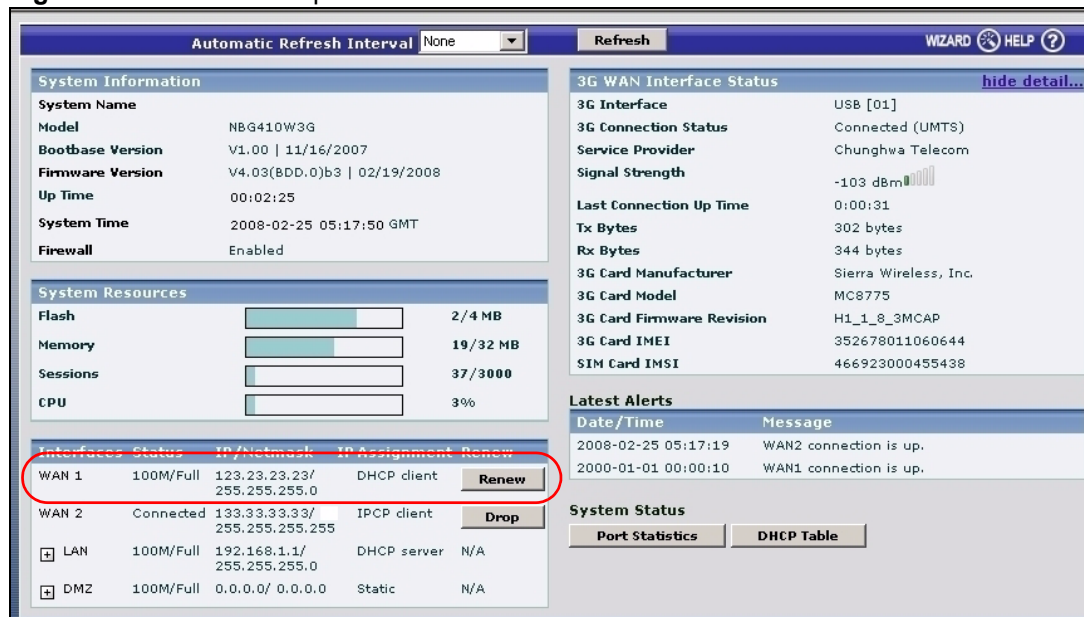 Automatic Refresh Interval None Refresh WIZARD HELP ?
System Information
System Name
Model NBG410W3G
Bootbase Version V1.00 | 11/16/2007
Firmware Version V4.03(BDD.0)b3 | 02/19/2008
Up Time 00:02:25
System Time 2008-02-25 05:17:50 GMT
Firewall Enabled
System Resources
Flash 2/4 MB
Memory 19/32 MB
Sessions 37/3000
CPU 3%
Interfaces Status IP/Netmask IP Assignment Renew
WAN 1 100M/Full 123.23.23.23/ DHCP client Renew
255.255.255.0
WAN 2 Connected 133.33.33.33/ IPCP client Drop
255.255.255.255
+ LAN 100M/Full 192.168.1.1/ DHCP server N/A
255.255.255.0
+ DMZ 100M/Full 0.0.0.0/ 0.0.0.0 Static N/A
3G WAN Interface Status hide detail...
3G Interface USB [01]
3G Connection Status Connected (UMTS)
Service Provider Chunghwa Telecom
Signal Strength -103 dBm
Last Connection Up Time 0:00:31
Tx Bytes 302 bytes
Rx Bytes 344 bytes
3G Card Manufacturer Sierra Wireless, Inc.
3G Card Model MC8775
3G Card Firmware Revision H1_1_8_3MCAP
3G Card IMEI 352678011060644
SIM Card IMSI 466923000455438
Latest Alerts
Date/Time Message
2008-02-25 05:17:19 WAN2 connection is up.
2000-01-01 00:00:10 WAN1 connection is up.
System Status
Port Statistics DHCP Table